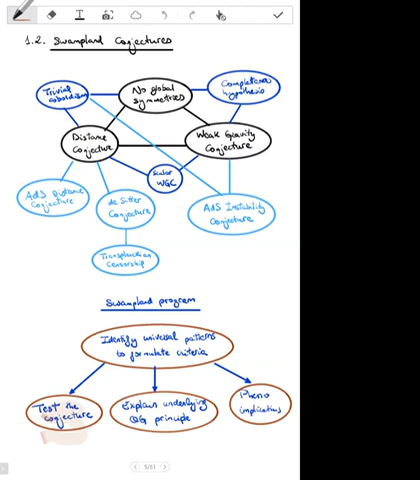 1.2. Swampland Conjectures
Trivial
cobordism
No global
symmetries
Completeness
hypothesis
Distance
Conjecture
Weak Gravity
Conjecture
Scalar
WGC
AdS Distance
Conjecture
de Sitter
Conjecture
AdS Instability
Conjecture
Transplanckian
Censorship
Swampland program
Identify universal patterns
to formulate criteria
Test the
conjecture
Explain underlying
QG principle
Pheno
implications
5/51